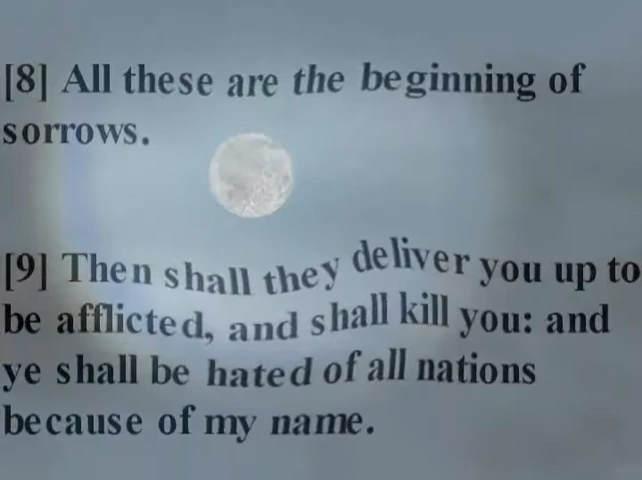 [8] All these are the beginning of
sorrows.
[9] Then shall they deliver you up to
be afflicted, and shall kill you: and
ye shall be hated of all nations
because of my name.